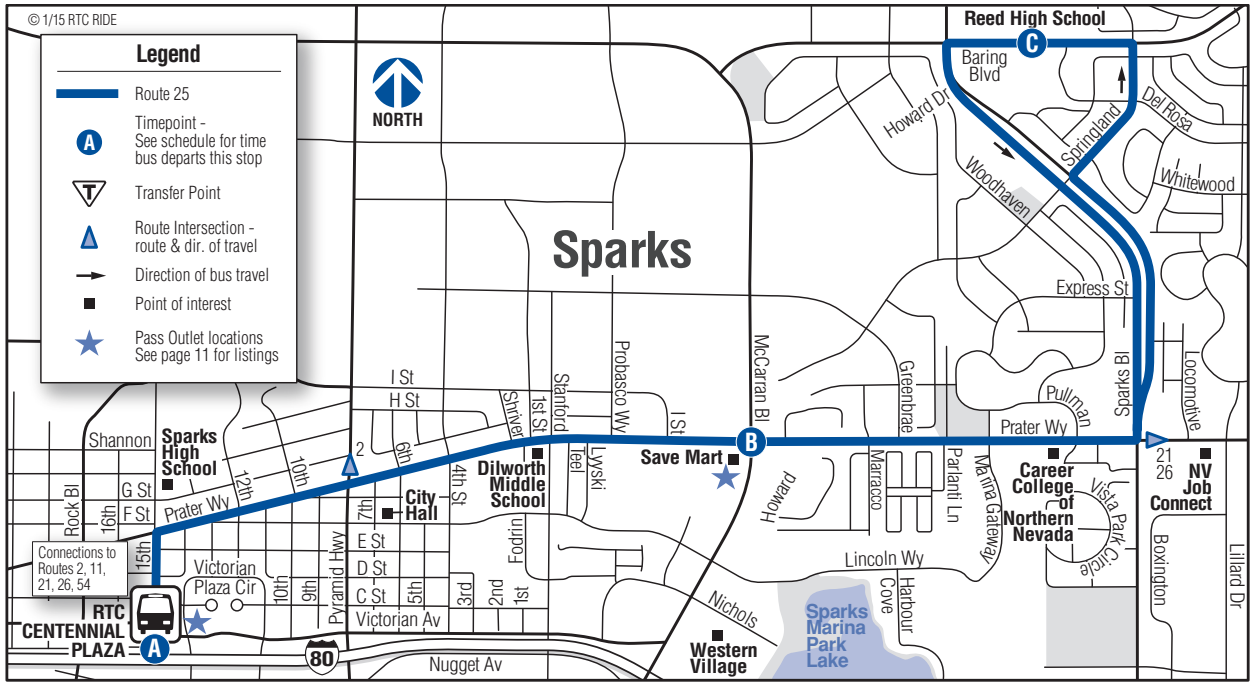 © 1/15 RTC RIDE
Legend
Route 25
A
Timepoint -
See schedule for time
bus departs this stop
T
Transfer Point
Route Intersection -
route & dir. of travel
Direction of bus travel
Point of interest
Pass Outlet locations
See page 11 for listings
NORTH
Reed High School
C
Baring
Blvd
Howard Dr
Del Rosa
Springland
Woodhaven
Whitewood
Sparks
Express St
Probasco Wy
McCarran Bl
Greenbrae
Sparks Bl
Locomotive
Pullman
I St
H St
Shriver
1st St
Stanford
I St
Prater Wy
B
Shannon
Sparks
High
School
2
6th
4th St
Dilworth
Middle
School
Teel
Lyyski
Save Mart
Howard
Marracco
Parlanti Ln
Marina Gateway
Career
College
of
Northern
Nevada
Vista Park
Circle
21
26
NV
Job
Connect
Rock Bl
G St
F St
16th
15th
Prater Wy
12th
10th
City
Hall
7th
E St
D St
C St
Victorian Av
Pyramid Hwy
9th
10th
5th
3rd
2nd
1st
Fodrin
Connections to
Routes 2, 11,
21, 26, 54
Victorian
Plaza Cir
RTC
CENTENNIAL
PLAZA
A
80
Nugget Av
Nichols
Western
Village
Sparks
Marina
Park
Lake
Lincoln Wy
Cove
Harbour
Boxington
Lillard Dr